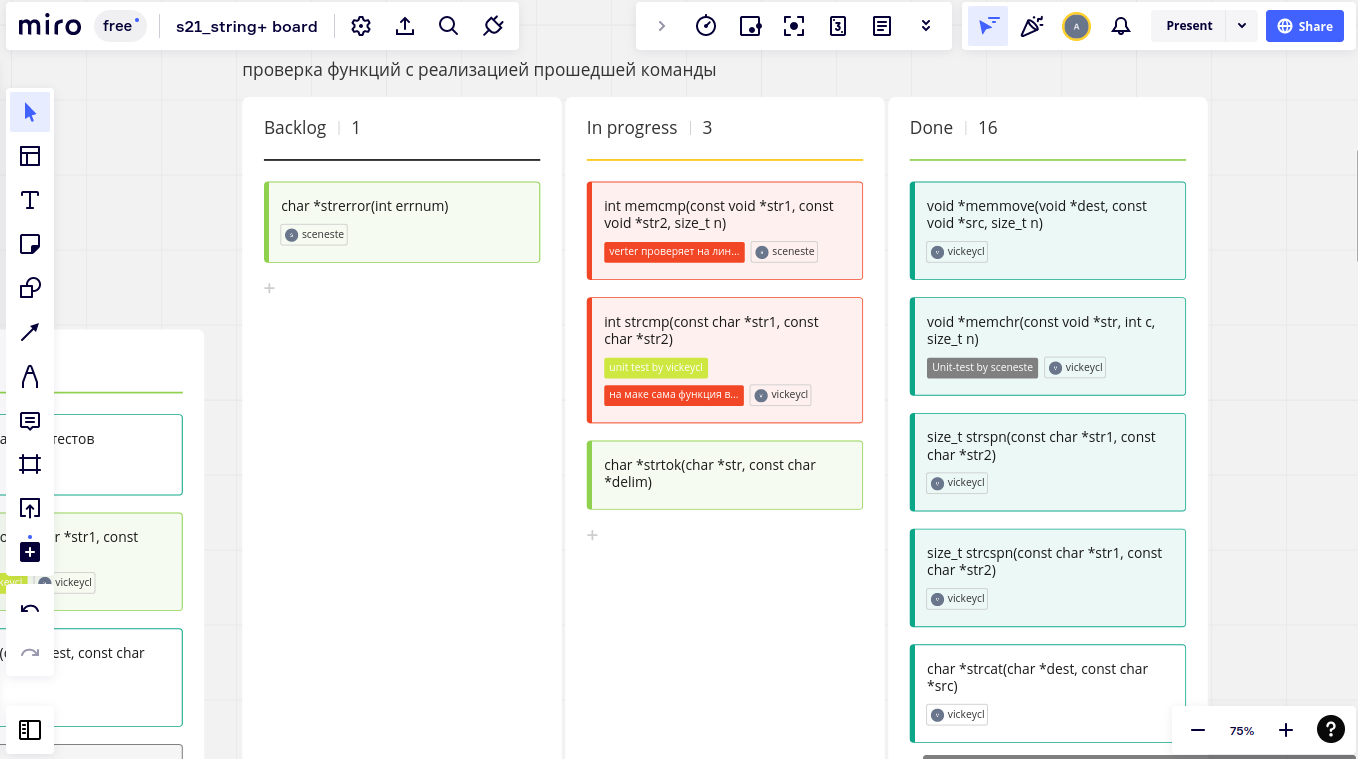 miro
free
s21_string+ board
3
A
Present
Share
проверка функций с реализацией прошедшей команды
Backlog
1
char *strerror(int errnum)
sceneste
+
In progress
3
int memcmp(const void *str1, const
void *str2, size_t n)
verter проверяет на лин...
sceneste
int strcmp(const char *str1, const
char *str2)
unit test by vickeycl
на маке сама функция в...
vickeycl
char *strtok(char *str, const char
*delim)
+
Done
16
void *memmove(void *dest, const
void *src, size_t n)
vickeycl
void *memchr(const void *str, int c,
size_t n)
Unit-test by sceneste
vickeycl
size_t strspn(const char *str1, const
char *str2)
vickeycl
size_t strcspn(const char *str1, const
char *str2)
vickeycl
char *strcat(char *dest, const char
*src)
vickeycl
тестов
r *str1, const
vickeycl
est, const char
75%